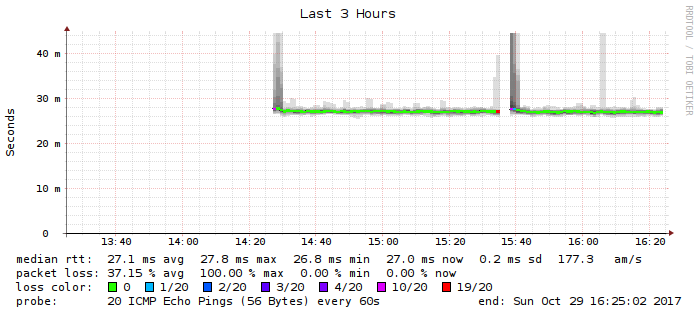 Last 3 Hours
RRDTOOL / TOBI OETIKER
Seconds
40 m
30 m
20 m
10 m
0
13:40 14:00 14:20 14:40 15:00 15:20 15:40 16:00 16:20
median rtt: 27.1 ms avg 27.8 ms max 26.8 ms min 27.0 ms now 0.2 ms sd 177.3 am/s
packet loss: 37.15 % avg 100.00 % max 0.00 % min 0.00 % now
loss color: 0 1/20 2/20 3/20 4/20 10/20 19/20
probe: 20 ICMP Echo Pings (56 Bytes) every 60s end: Sun Oct 29 16:25:02 2017